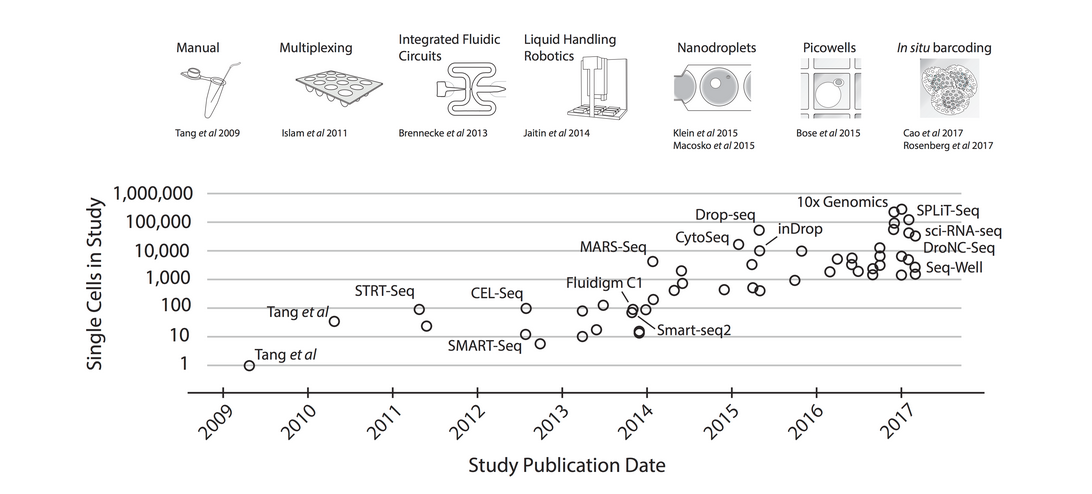 Manual
Multiplexing
Integrated Fluidic
Circuits
Liquid Handling
Robotics
Nanodroplets
Picowells
In situ barcoding
Tang et al 2009
Islam et al 2011
Brennecke et al 2013
Jaitin et al 2014
Klein et al 2015
Macosko et al 2015
Bose et al 2015
Cao et al 2017
Rosenberg et al 2017
Single Cells in Study
1,000,000
100,000
10,000
1,000
100
10
1
Tang et al
Tang et al
STRT-Seq
CEL-Seq
SMART-Seq
Fluidigm C1
Smart-seq2
MARS-Seq
CytoSeq
Drop-seq
inDrop
10x Genomics
SPLiT-Seq
sci-RNA-seq
DroNC-Seq
Seq-Well
2009
2010
2011
2012
2013
2014
2015
2016
2017
Study Publication Date